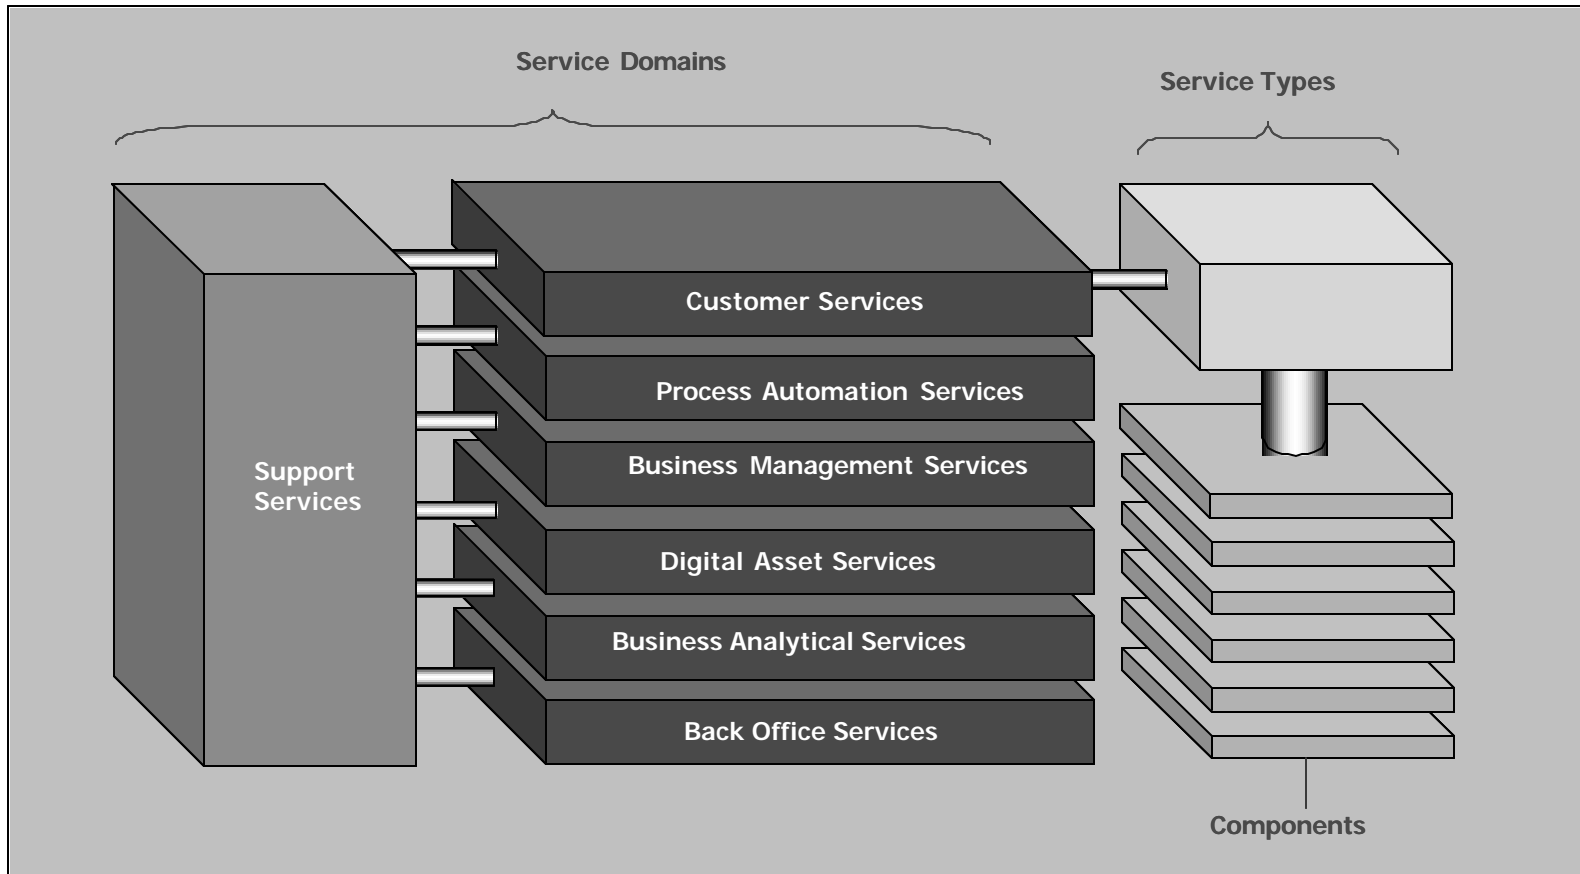 Service Domains
Service Types
Customer Services
Process Automation Services
Business Management Services
Support
Services
Digital Asset Services
Business Analytical Services
Back Office Services
Components